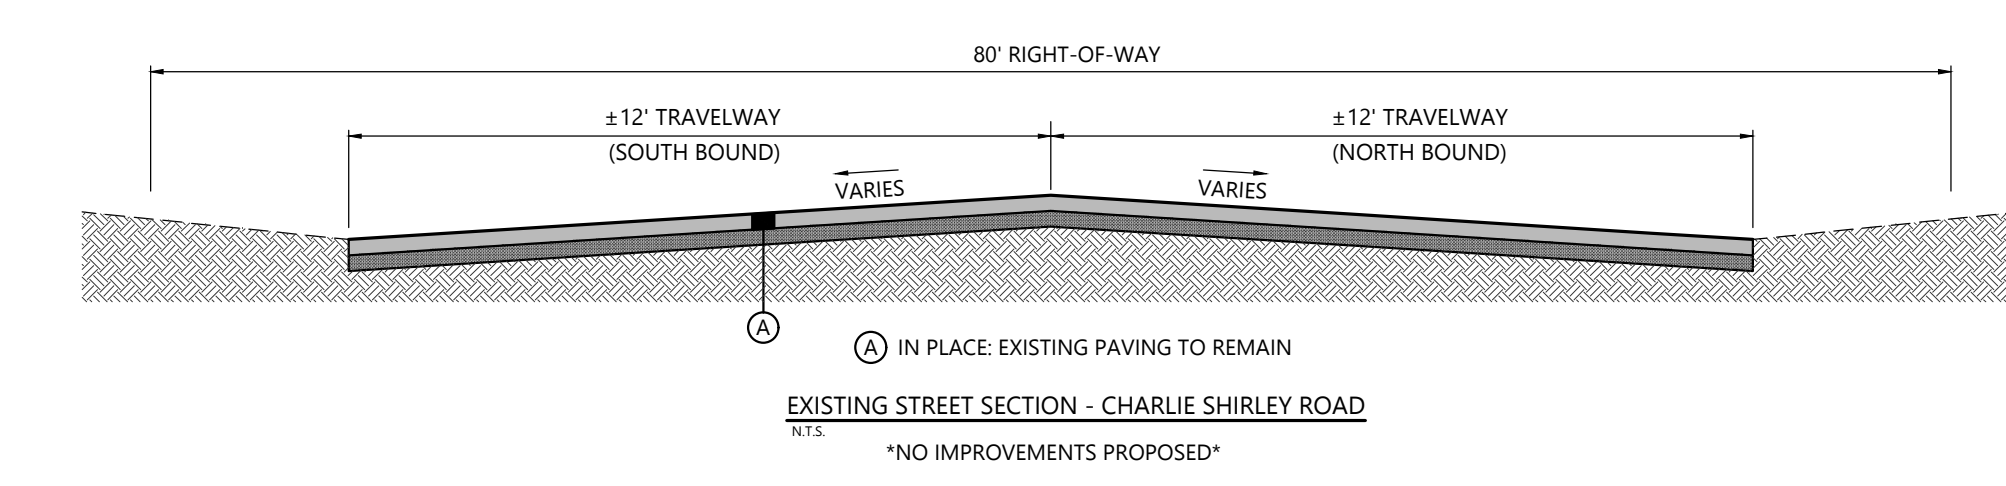 80' RIGHT-OF-WAY
±12' TRAVELWAY
(SOUTH BOUND)
±12' TRAVELWAY
(NORTH BOUND)
VARIES
VARIES
A
A IN PLACE: EXISTING PAVING TO REMAIN
EXISTING STREET SECTION - CHARLIE SHIRLEY ROAD
N.T.S.
*NO IMPROVEMENTS PROPOSED*